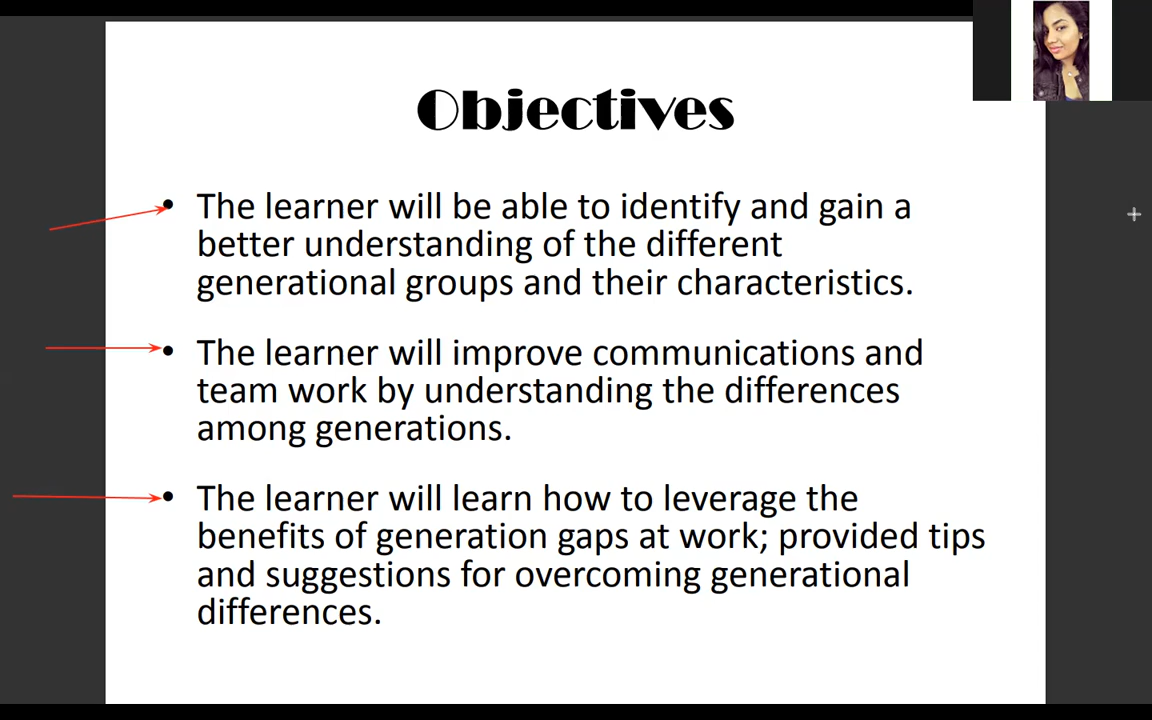 Objectives
• The learner will be able to identify and gain a
better understanding of the different
generational groups and their characteristics.
• The learner will improve communications and
team work by understanding the differences
among generations.
• The learner will learn how to leverage the
benefits of generation gaps at work; provided tips
and suggestions for overcoming generational
differences.